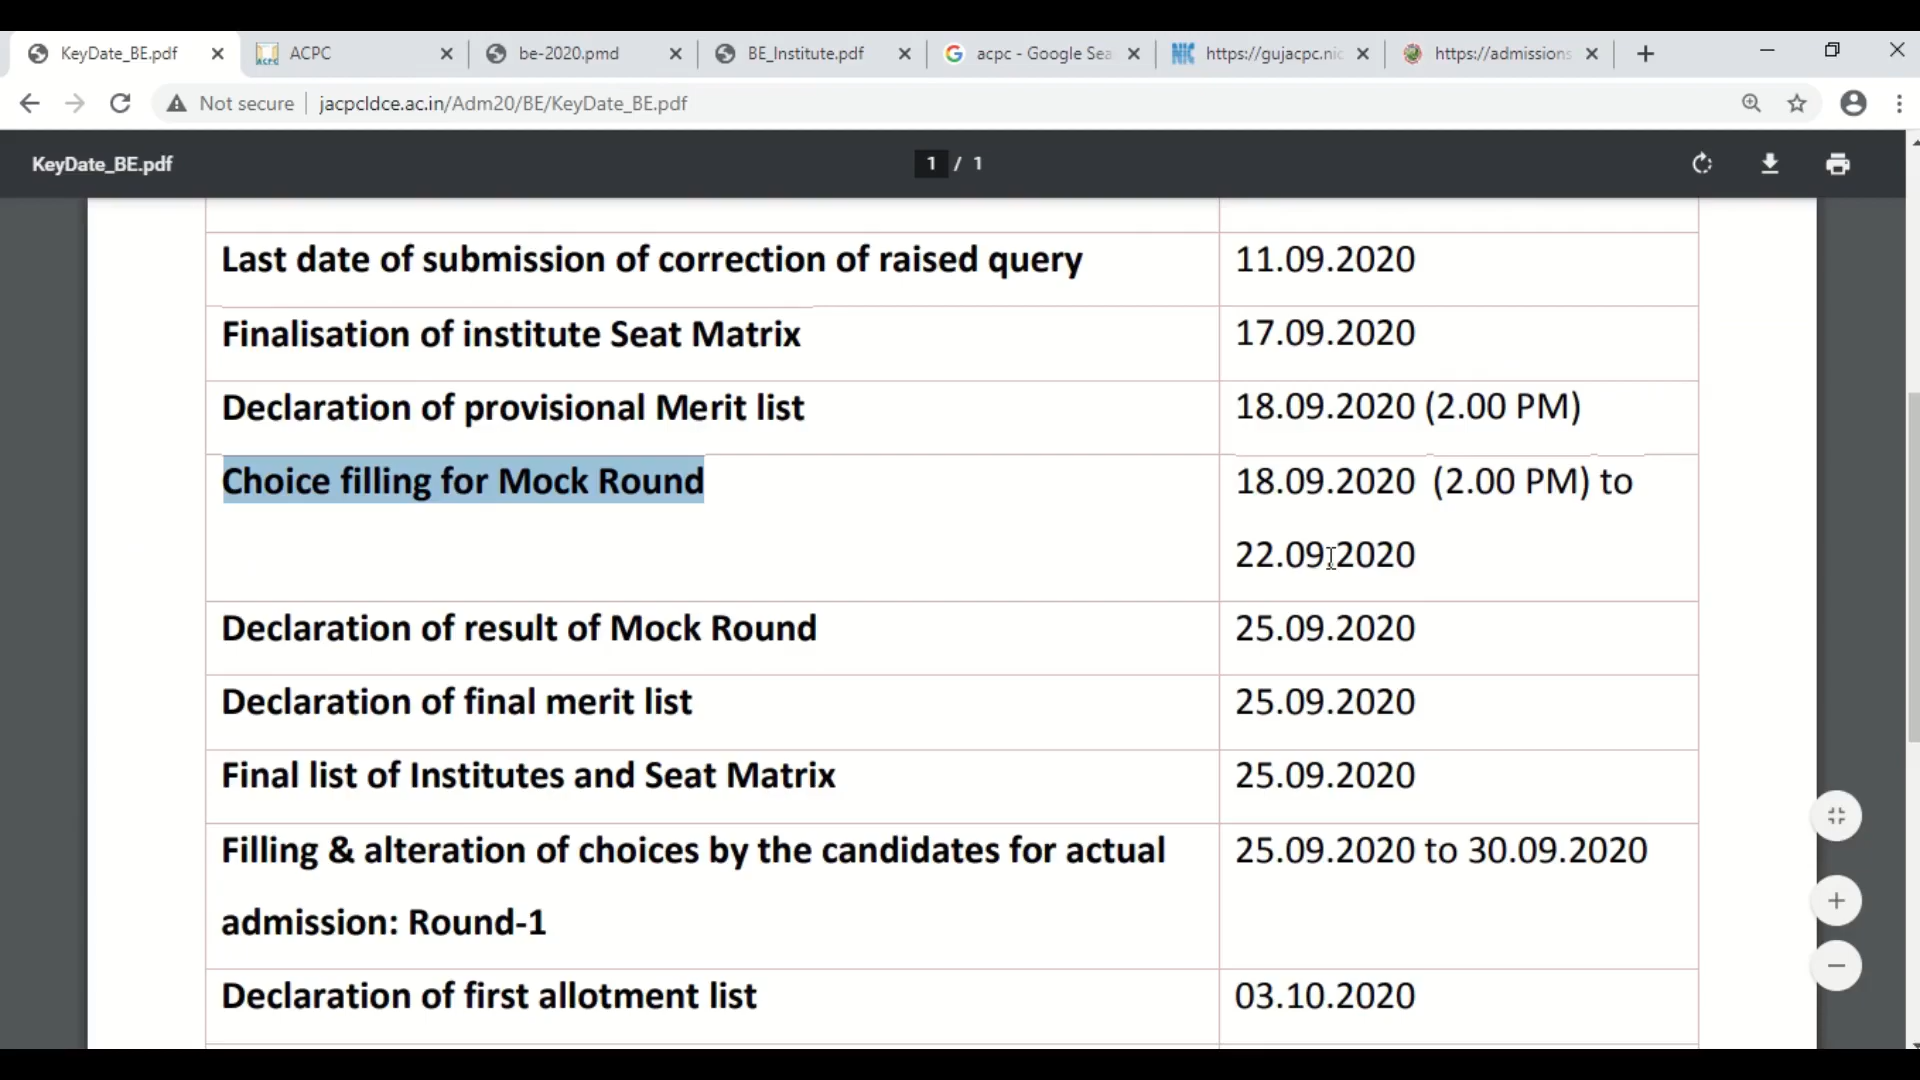 KeyDate_BE.pdf
ACPC
be-2020.pmd
BE_Institute.pdf
acpc - Google Sea
https://gujacpc.nic
https://admissions
Not secure
jacpcldce.ac.in/Adm20/BE/KeyDate_BE.pdf
KeyDate_BE.pdf
1 / 1
Last date of submission of correction of raised query
11.09.2020
Finalisation of institute Seat Matrix
17.09.2020
Declaration of provisional Merit list
18.09.2020 (2.00 PM)
Choice filling for Mock Round
18.09.2020 (2.00 PM) to
22.09.2020
Declaration of result of Mock Round
25.09.2020
Declaration of final merit list
25.09.2020
Final list of Institutes and Seat Matrix
25.09.2020
Filling & alteration of choices by the candidates for actual
admission: Round-1
25.09.2020 to 30.09.2020
Declaration of first allotment list
03.10.2020